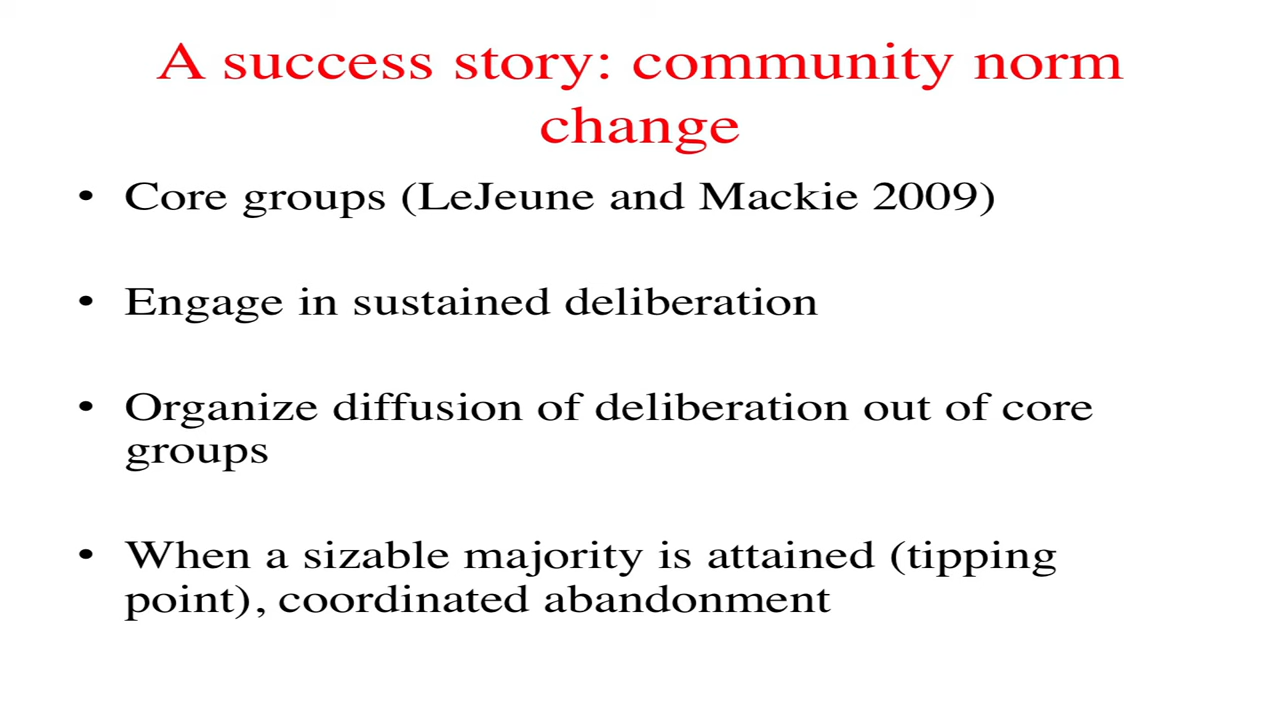 A success story: community norm
change
• Core groups (LeJeune and Mackie 2009)
• Engage in sustained deliberation
• Organize diffusion of deliberation out of core
groups
• When a sizable majority is attained (tipping
point), coordinated abandonment